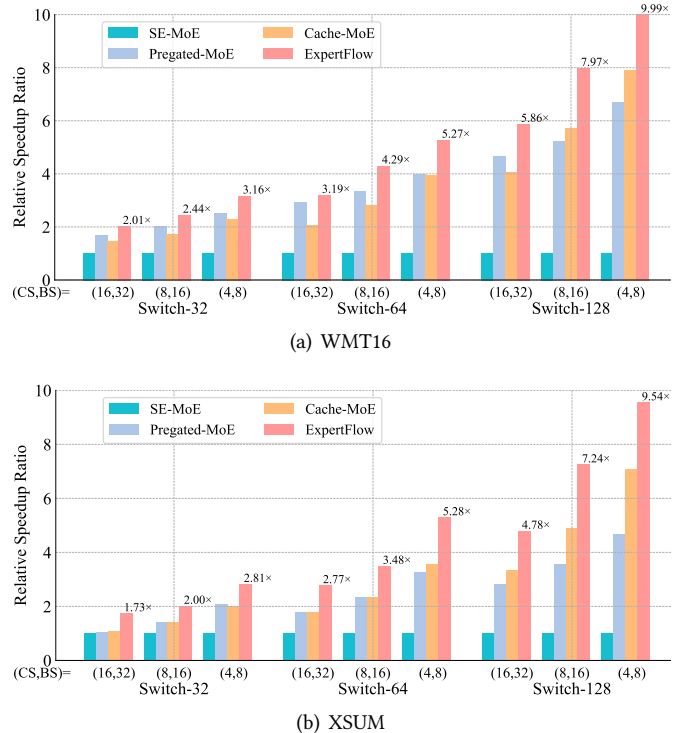 10
8
6
4
2
0
Relative Speedup Ratio
SE-MoE
Pregated-MoE
Cache-MoE
ExpertFlow
2.01×
2.44×
3.16×
3.19×
4.29×
5.27×
5.86×
7.97×
9.99×
(CS,BS)= (16,32) (8,16) (4,8) (16,32) (8,16) (4,8) (16,32) (8,16) (4,8)
Switch-32 Switch-64 Switch-128
(a) WMT16
10
8
6
4
2
0
Relative Speedup Ratio
SE-MoE
Pregated-MoE
Cache-MoE
ExpertFlow
1.73×
2.00×
2.81×
2.77×
3.48×
5.28×
4.78×
7.24×
9.54×
(CS,BS)= (16,32) (8,16) (4,8) (16,32) (8,16) (4,8) (16,32) (8,16) (4,8)
Switch-32 Switch-64 Switch-128
(b) XSUM